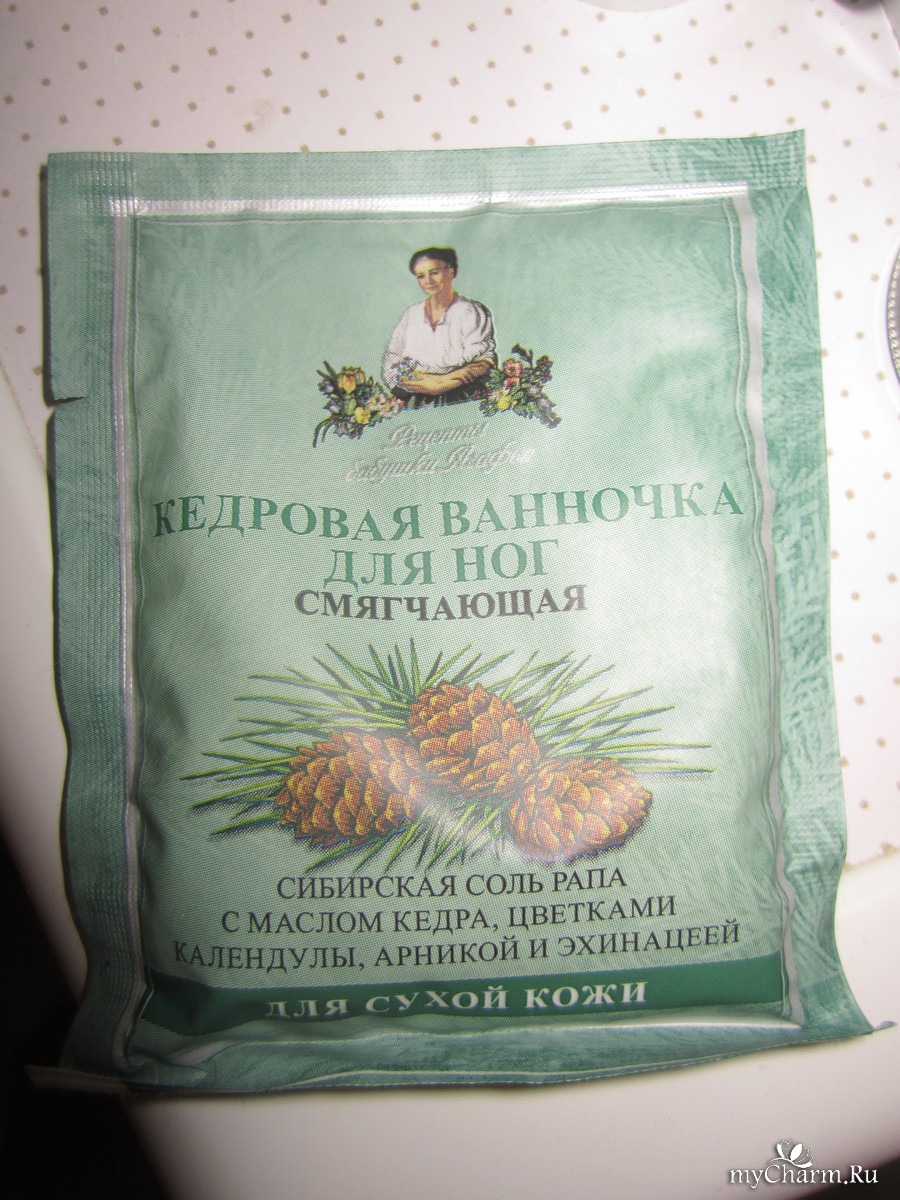 Рецепты
бабушки Агафьи
КЕДРОВАЯ ВАННОЧКА
ДЛЯ НОГ
СМЯГЧАЮЩАЯ
СИБИРСКАЯ СОЛЬ РАПА
С МАСЛОМ КЕДРА, ЦВЕТКАМИ
КАЛЕНДУЛЫ, АРНИКОЙ И ЭХИНАЦЕЕЙ
ДЛЯ СУХОЙ КОЖИ
myCharm.Ru